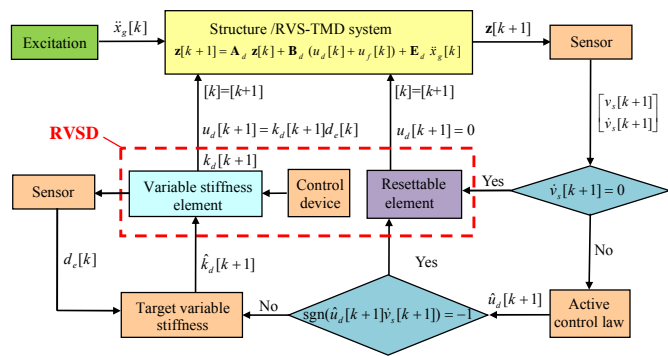 Excitation
ẍ_g[k]
Structure /RVS-TMD system
z[k+1] = A_d z[k] + B_d (u_d[k] + u_f[k]) + E_d ẍ_g[k]
z[k+1]
Sensor
[k]=[k+1]
[k]=[k+1]
[v_s[k+1]
v̇_s[k+1]]
RVSD
u_d[k+1] = k_d[k+1]d_e[k]
u_d[k+1] = 0
k_d[k+1]
Sensor
Variable stiffness
element
Control
device
Resettable
element
Yes
v̇_s[k+1] = 0
d_e[k]
k̂_d[k+1]
Yes
No
Target variable
stiffness
No
sgn(û_d[k+1]v̇_s[k+1]) = −1
û_d[k+1]
Active
control law